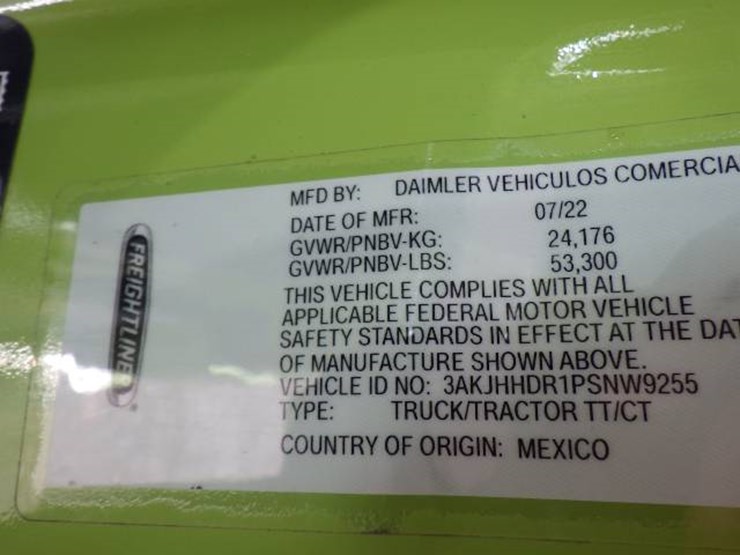 FREIGHTLINER
MFD BY: DAIMLER VEHICULOS COMERCIA
DATE OF MFR: 07/22
GVWR/PNBV-KG: 24,176
GVWR/PNBV-LBS: 53,300
THIS VEHICLE COMPLIES WITH ALL
APPLICABLE FEDERAL MOTOR VEHICLE
SAFETY STANDARDS IN EFFECT AT THE DAT
OF MANUFACTURE SHOWN ABOVE.
VEHICLE ID NO: 3AKJHHDR1PSNW9255
TYPE: TRUCK/TRACTOR TT/CT
COUNTRY OF ORIGIN: MEXICO